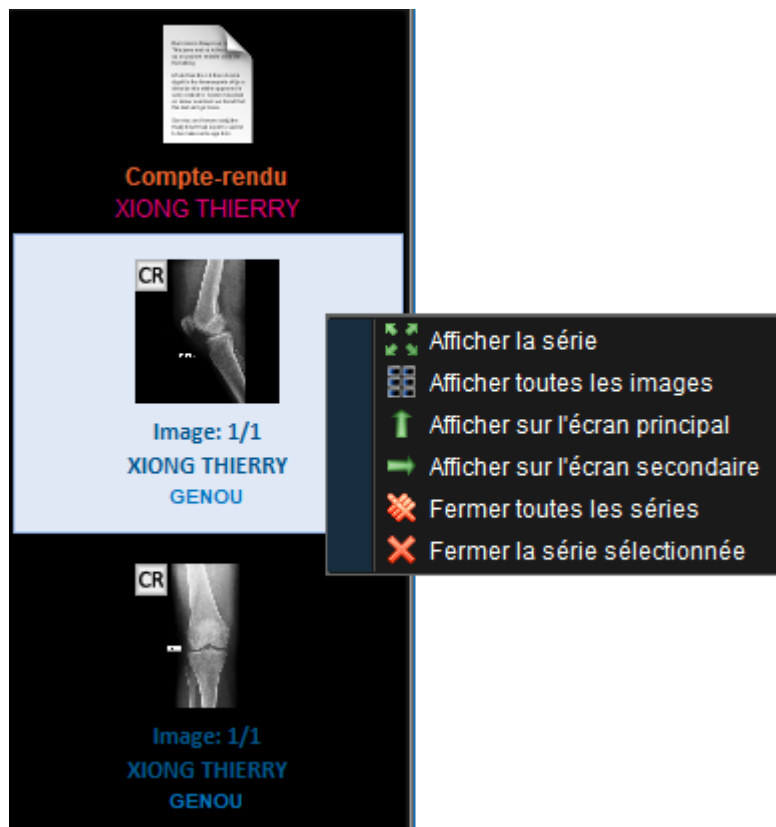 Compte-rendu
XIONG THIERRY
CR
Image: 1/1
XIONG THIERRY
GENOU
Afficher la série
Afficher toutes les images
Afficher sur l'écran principal
Afficher sur l'écran secondaire
Fermer toutes les séries
Fermer la série sélectionnée
CR
Image: 1/1
XIONG THIERRY
GENOU